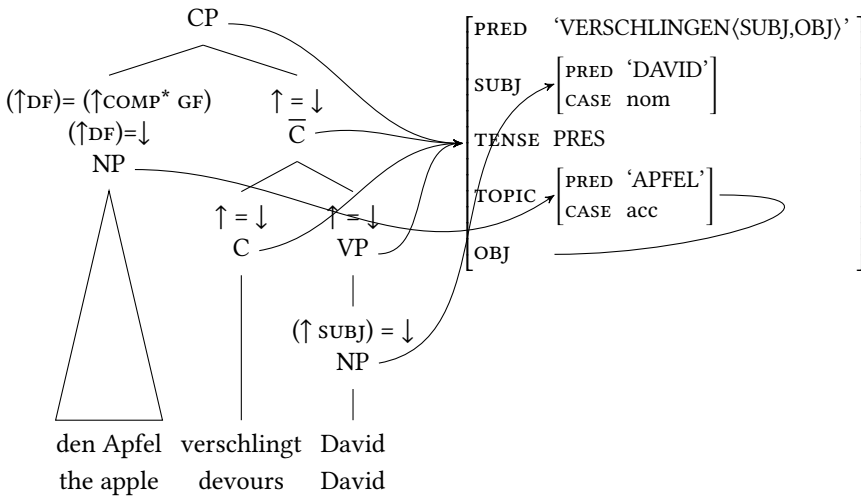 CP
(↑DF)= (↑COMP* GF)
(↑DF)=↓
NP
↑ = ↓
C̅
↑ = ↓
C
↑ = ↓
VP
(↑ SUBJ) = ↓
NP
den Apfel verschlingt David
the apple devours David
PRED ‘VERSCHLINGEN⟨SUBJ,OBJ⟩’
SUBJ
PRED ‘DAVID’
CASE nom
TENSE PRES
TOPIC
PRED ‘APFEL’
CASE acc
OBJ